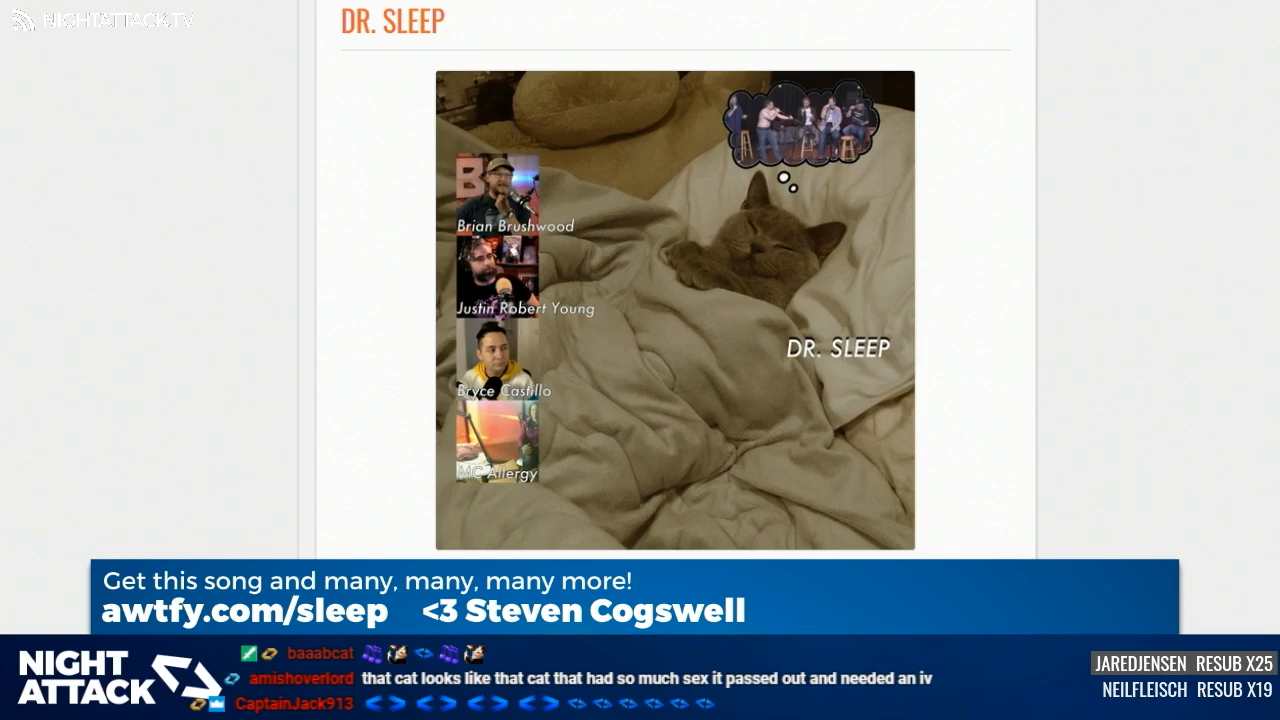 NIGHTATTACK.TV
DR. SLEEP
B
Brian Brushwood
Justin Robert Young
Bryce Castillo
MC Allergy
DR. SLEEP
Get this song and many, many, many more!
awtfy.com/sleep <3 Steven Cogswell
NIGHT
ATTACK
baaabcat
amishoverlord that cat looks like that cat that had so much sex it passed out and needed an iv
CaptainJack913
JAREDJENSEN RESUB X25
NEILFLEISCH RESUB X19